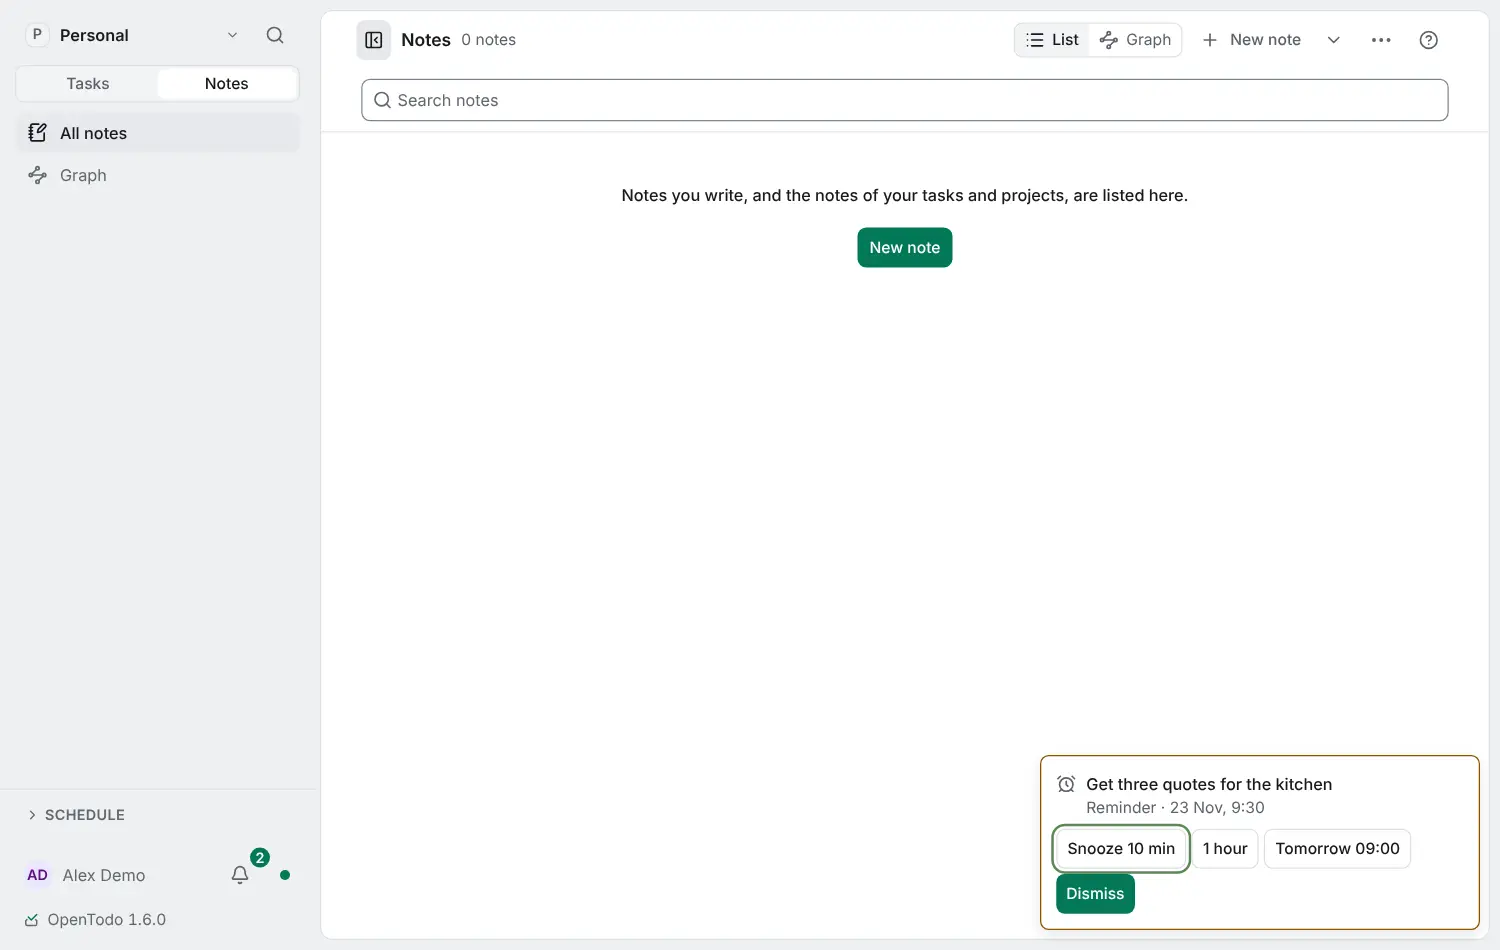 P Personal
Tasks Notes
All notes
Graph
SCHEDULE
AD Alex Demo 2
OpenTodo 1.6.0
Notes 0 notes List Graph New note
Search notes
Notes you write, and the notes of your tasks and projects, are listed here.
New note
Get three quotes for the kitchen
Reminder · 23 Nov, 9:30
Snooze 10 min 1 hour Tomorrow 09:00
Dismiss